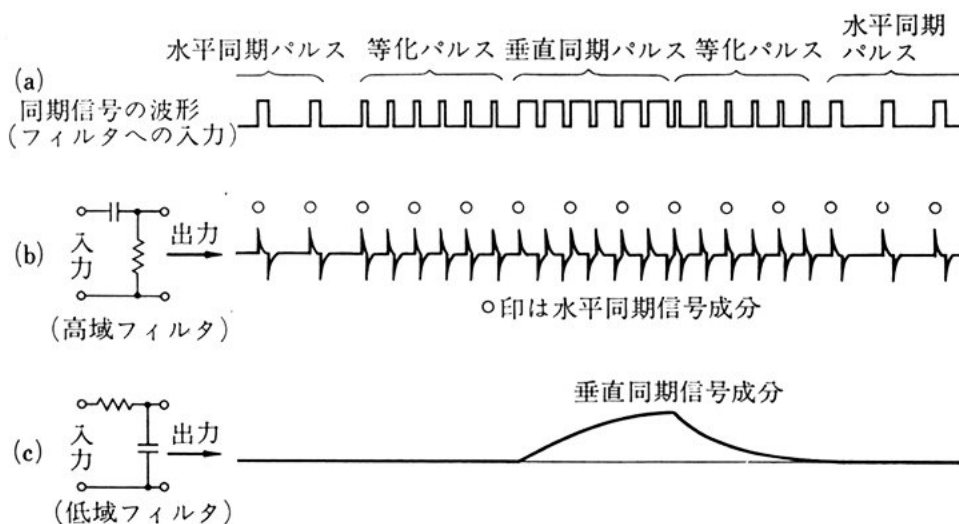 水平同期パルス 等化パルス 垂直同期パルス 等化パルス 水平同期
パルス
(a)
同期信号の波形
(フィルタへの入力)
(b)
入力
出力
(高域フィルタ)
○印は水平同期信号成分
(c)
入力
出力
(低域フィルタ)
垂直同期信号成分